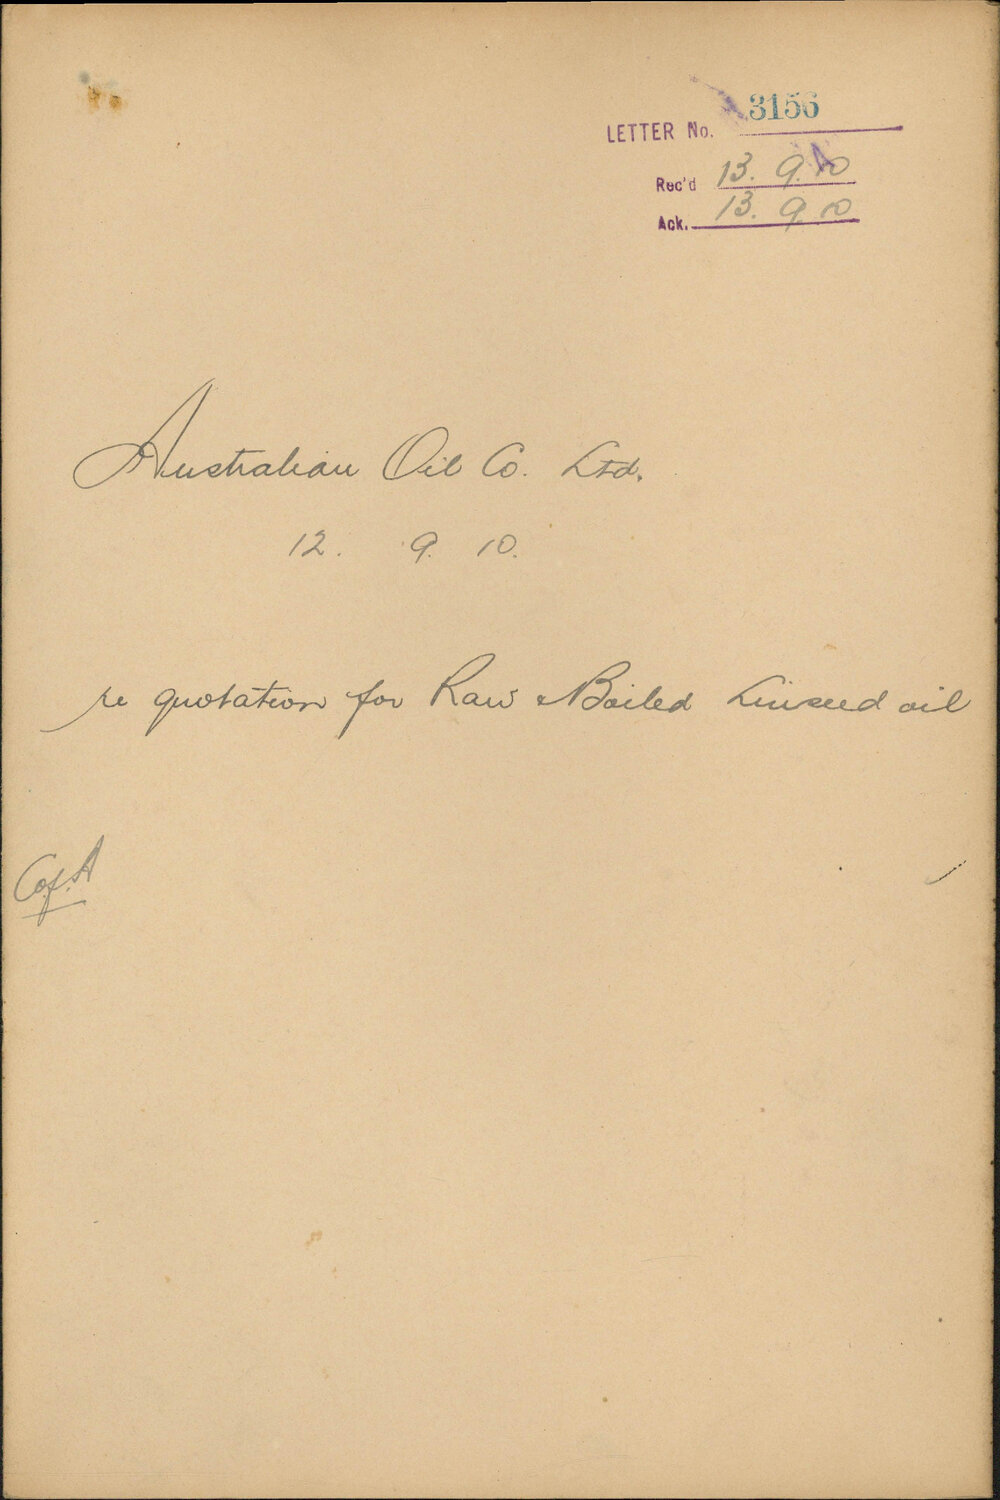 LETTER No. 3156
Rec'd 13. 9. 10
Ack. 13. 9. 10
Australian Oil Co. Ltd.
12. 9. 10.
re quotation for Raw & Boiled Linseed oil
C of A